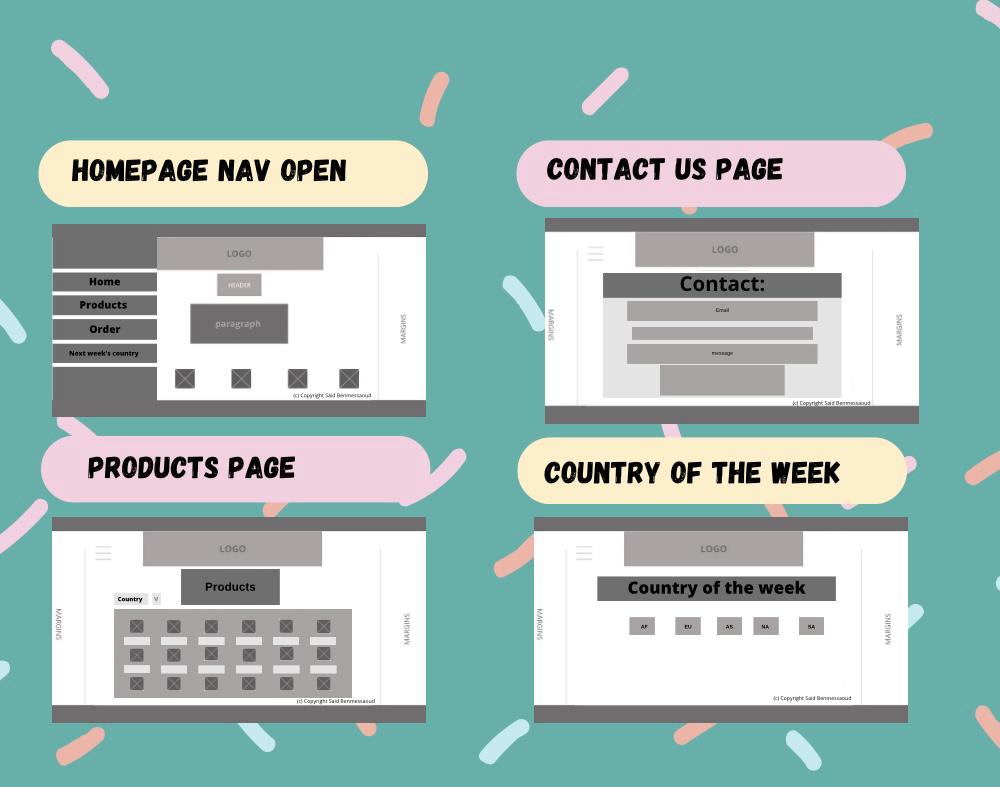 HOMEPAGE NAV OPEN
LOGO
HEADER
Home
Products
Order
Next week's country
paragraph
MARGINS
(c) Copyright Said Benmessaoud
CONTACT US PAGE
LOGO
Contact:
Email
message
MARGINS
MARGINS
(c) Copyright Said Benmessaoud
PRODUCTS PAGE
LOGO
Products
Country V
MARGINS
MARGINS
(c) Copyright Said Benmessaoud
COUNTRY OF THE WEEK
LOGO
Country of the week
AF EU AS NA SA
MARGINS
MARGINS
(c) Copyright Said Benmessaoud